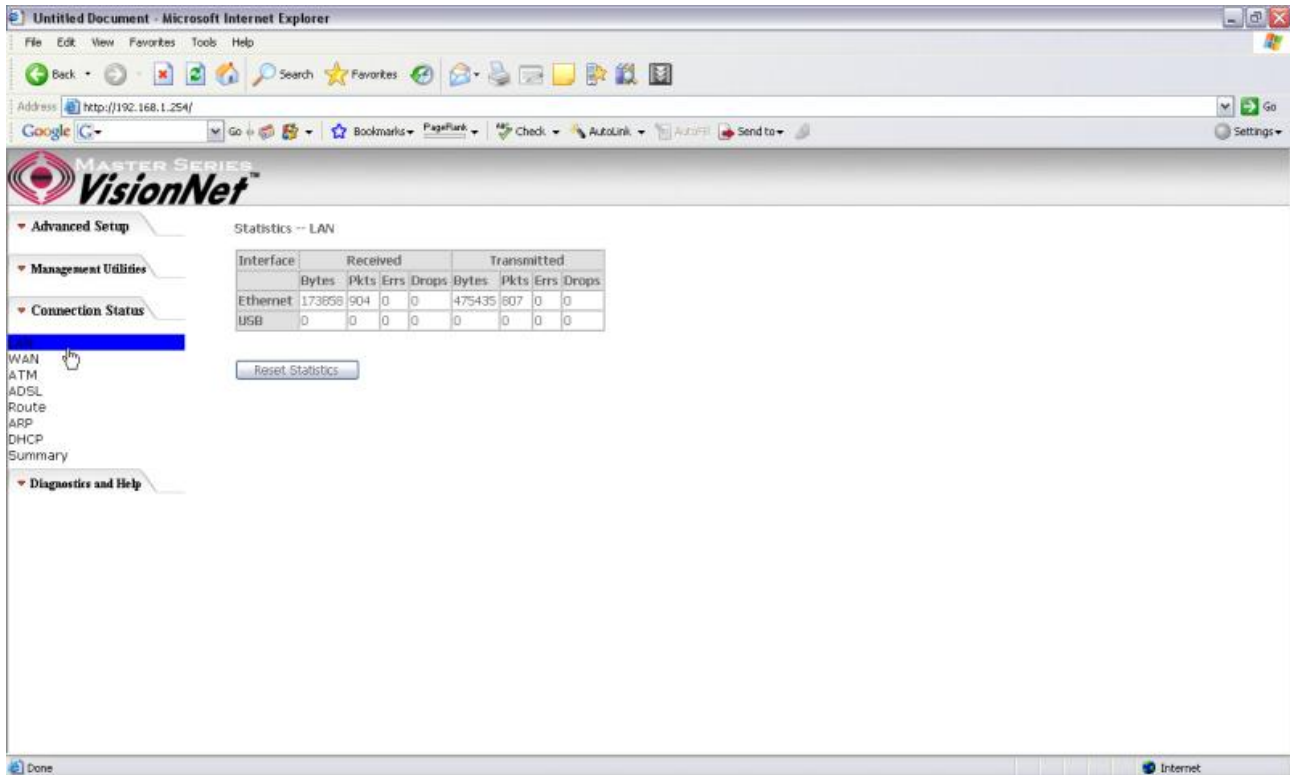 Untitled Document - Microsoft Internet Explorer
File Edit View Favorites Tools Help
Back Search Favorites
Address http://192.168.1.254/ Go
Google G Go Bookmarks PageRank Check AutoLink AutoFill Send to Settings
MASTER SERIES
VisionNet™
Advanced Setup
Management Utilities
Connection Status
LAN
WAN
ATM
ADSL
Route
ARP
DHCP
Summary
Diagnostics and Help
Statistics -- LAN
Interface Received Transmitted
Bytes Pkts Errs Drops Bytes Pkts Errs Drops
Ethernet 173858 904 0 0 475435 807 0 0
USB 0 0 0 0 0 0 0 0
Reset Statistics
Done Internet